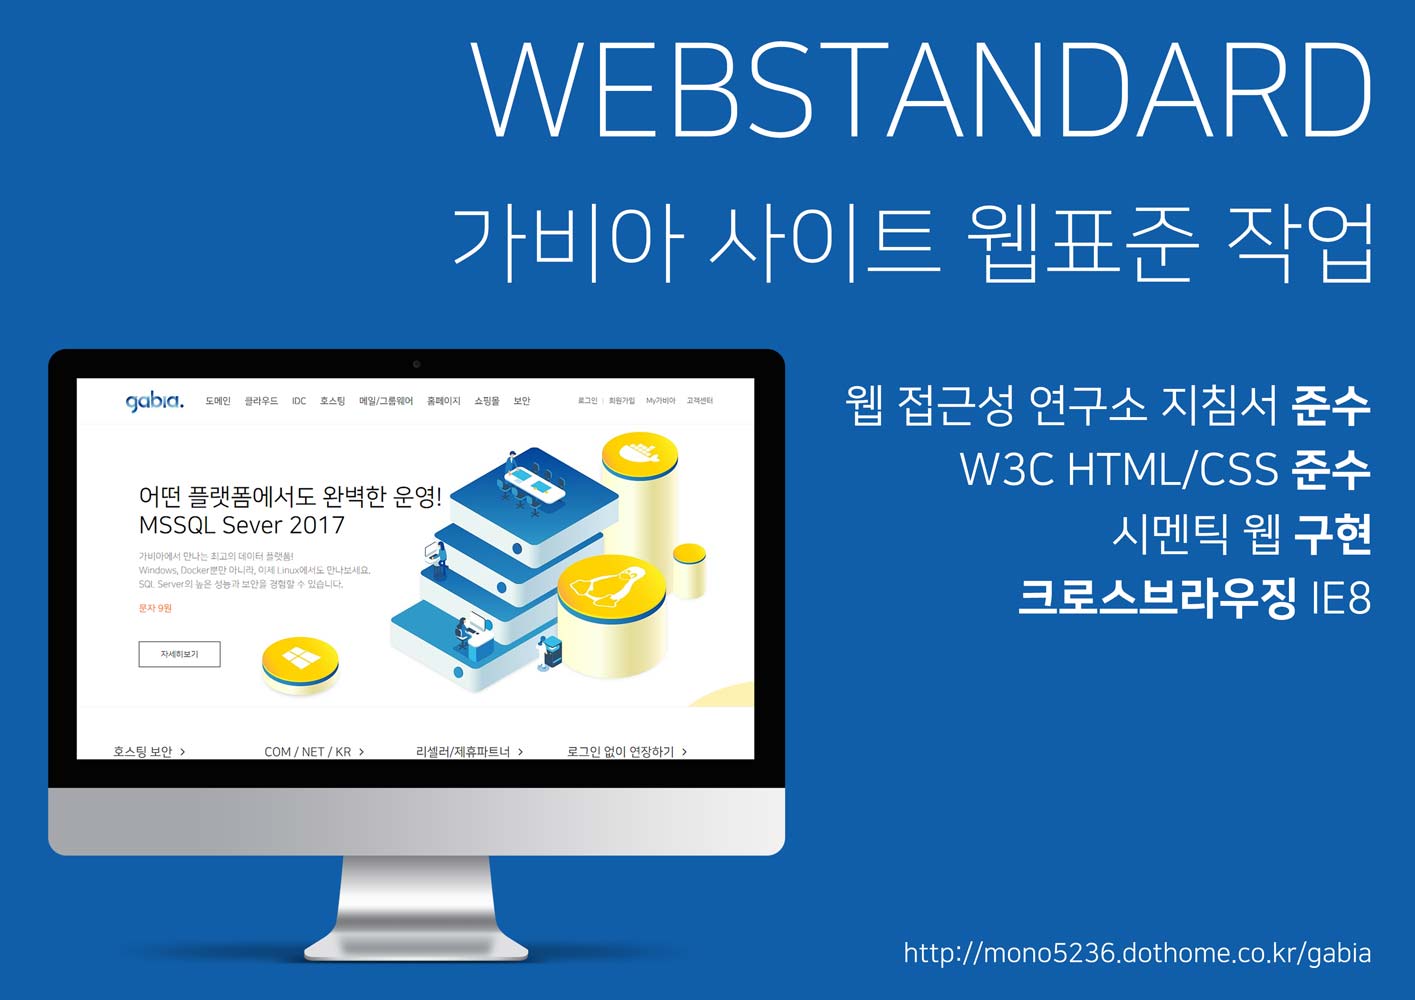 WEBSTANDARD
가비아 사이트 웹표준 작업
gabia. 도메인 클라우드 IDC 호스팅 메일/그룹웨어 홈페이지 쇼핑몰 보안 로그인 | 회원가입 My가비아 고객센터
어떤 플랫폼에서도 완벽한 운영!
MSSQL Sever 2017
가비아에서 만나는 최고의 데이터 플랫폼!
Windows, Docker뿐만 아니라, 이제 Linux에서도 만나보세요.
SQL Server의 높은 성능과 보안을 경험할 수 있습니다.
문자 9원
자세히보기
호스팅 보안 > COM / NET / KR > 리셀러/제휴파트너 > 로그인 없이 연장하기 >
웹 접근성 연구소 지침서 준수
W3C HTML/CSS 준수
시멘틱 웹 구현
크로스브라우징 IE8
http://mono5236.dothome.co.kr/gabia